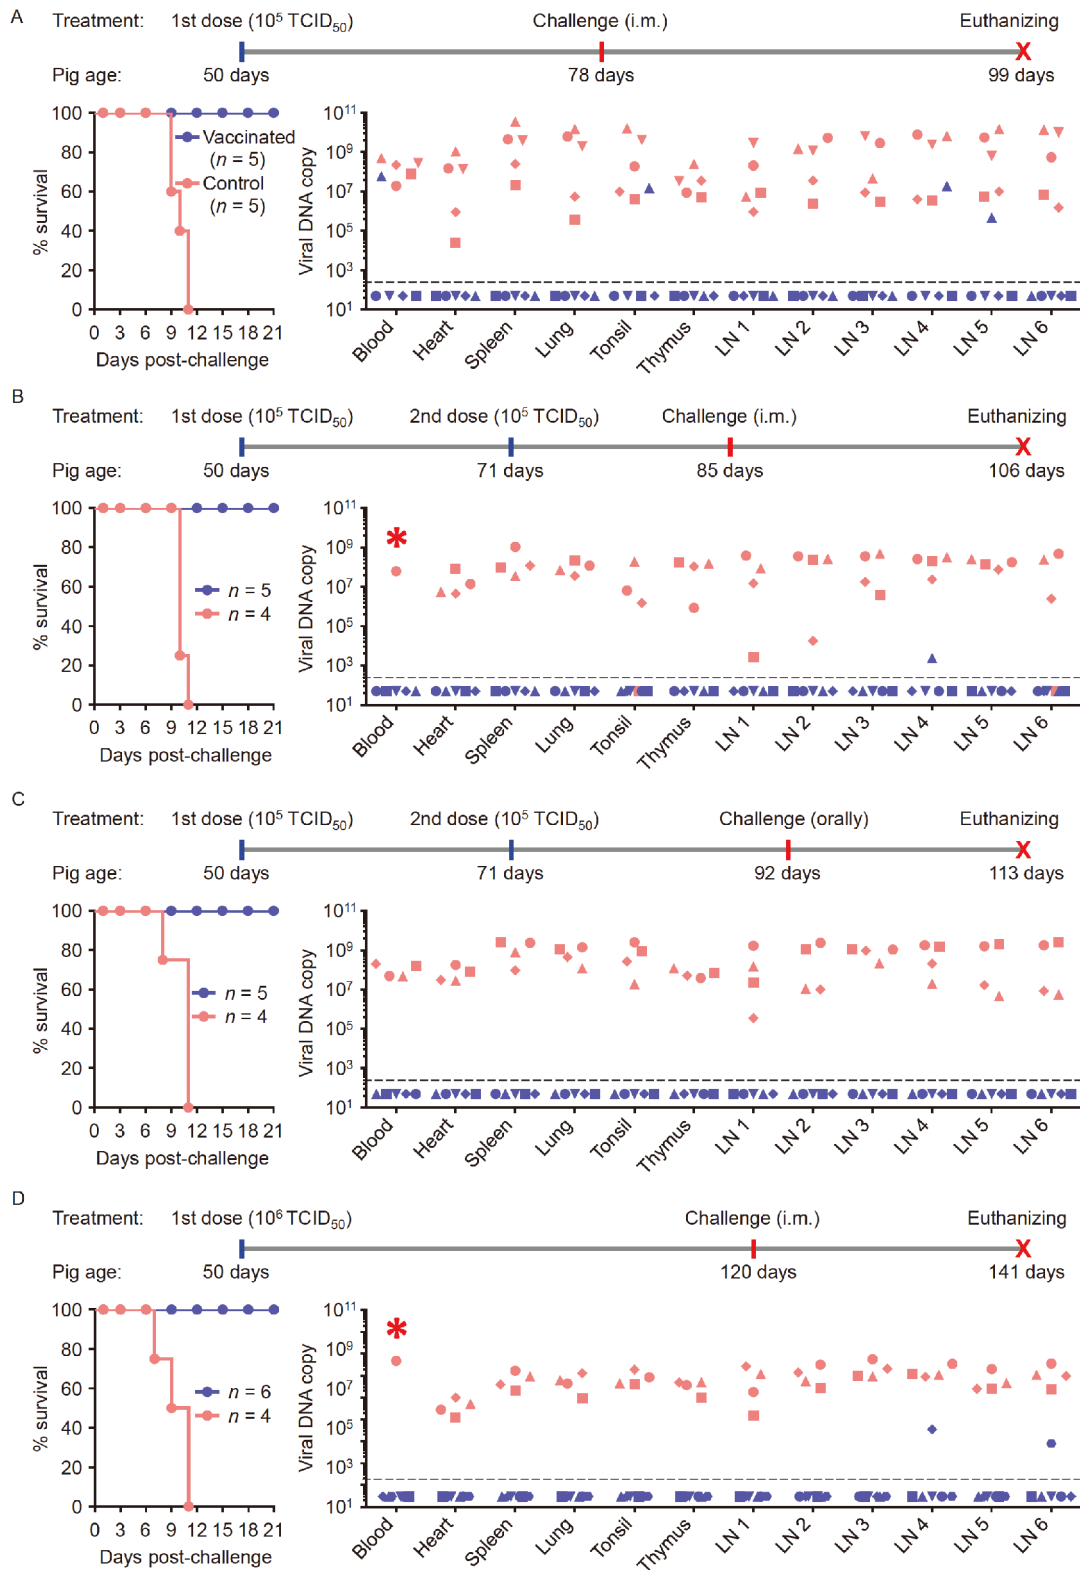 A
Treatment: 1st dose (10⁵ TCID₅₀) Challenge (i.m.) Euthanizing
Pig age: 50 days 78 days 99 days
% survival
100
80
60
40
20
0
0 3 6 9 12 15 18 21
Days post-challenge
Vaccinated
(n = 5)
Control
(n = 5)
Viral DNA copy
10¹¹
10⁹
10⁷
10⁵
10³
10¹
Blood Heart Spleen Lung Tonsil Thymus LN 1 LN 2 LN 3 LN 4 LN 5 LN 6
B
Treatment: 1st dose (10⁵ TCID₅₀) 2nd dose (10⁵ TCID₅₀) Challenge (i.m.) Euthanizing
Pig age: 50 days 71 days 85 days 106 days
% survival
100
80
60
40
20
0
0 3 6 9 12 15 18 21
Days post-challenge
n = 5
n = 4
Viral DNA copy
10¹¹
10⁹
10⁷
10⁵
10³
10¹
*
Blood Heart Spleen Lung Tonsil Thymus LN 1 LN 2 LN 3 LN 4 LN 5 LN 6
C
Treatment: 1st dose (10⁵ TCID₅₀) 2nd dose (10⁵ TCID₅₀) Challenge (orally) Euthanizing
Pig age: 50 days 71 days 92 days 113 days
% survival
100
80
60
40
20
0
0 3 6 9 12 15 18 21
Days post-challenge
n = 5
n = 4
Viral DNA copy
10¹¹
10⁹
10⁷
10⁵
10³
10¹
Blood Heart Spleen Lung Tonsil Thymus LN 1 LN 2 LN 3 LN 4 LN 5 LN 6
D
Treatment: 1st dose (10⁶ TCID₅₀) Challenge (i.m.) Euthanizing
Pig age: 50 days 120 days 141 days
% survival
100
80
60
40
20
0
0 3 6 9 12 15 18 21
Days post-challenge
n = 6
n = 4
Viral DNA copy
10¹¹
10⁹
10⁷
10⁵
10³
10¹
*
Blood Heart Spleen Lung Tonsil Thymus LN 1 LN 2 LN 3 LN 4 LN 5 LN 6